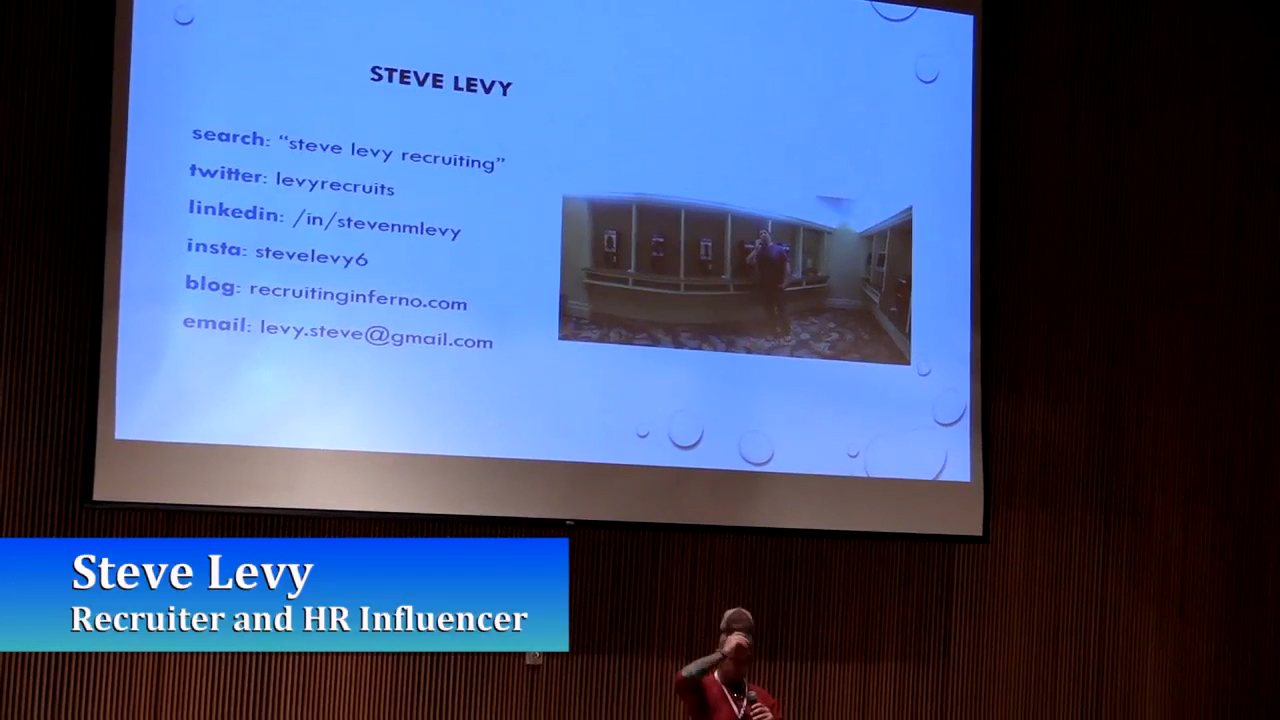 STEVE LEVY
search: “steve levy recruiting”
twitter: levyrecruits
linkedin: /in/stevenmlevy
insta: stevelevy6
blog: recruitinginferno.com
email: levy.steve@gmail.com
Steve Levy
Recruiter and HR Influencer